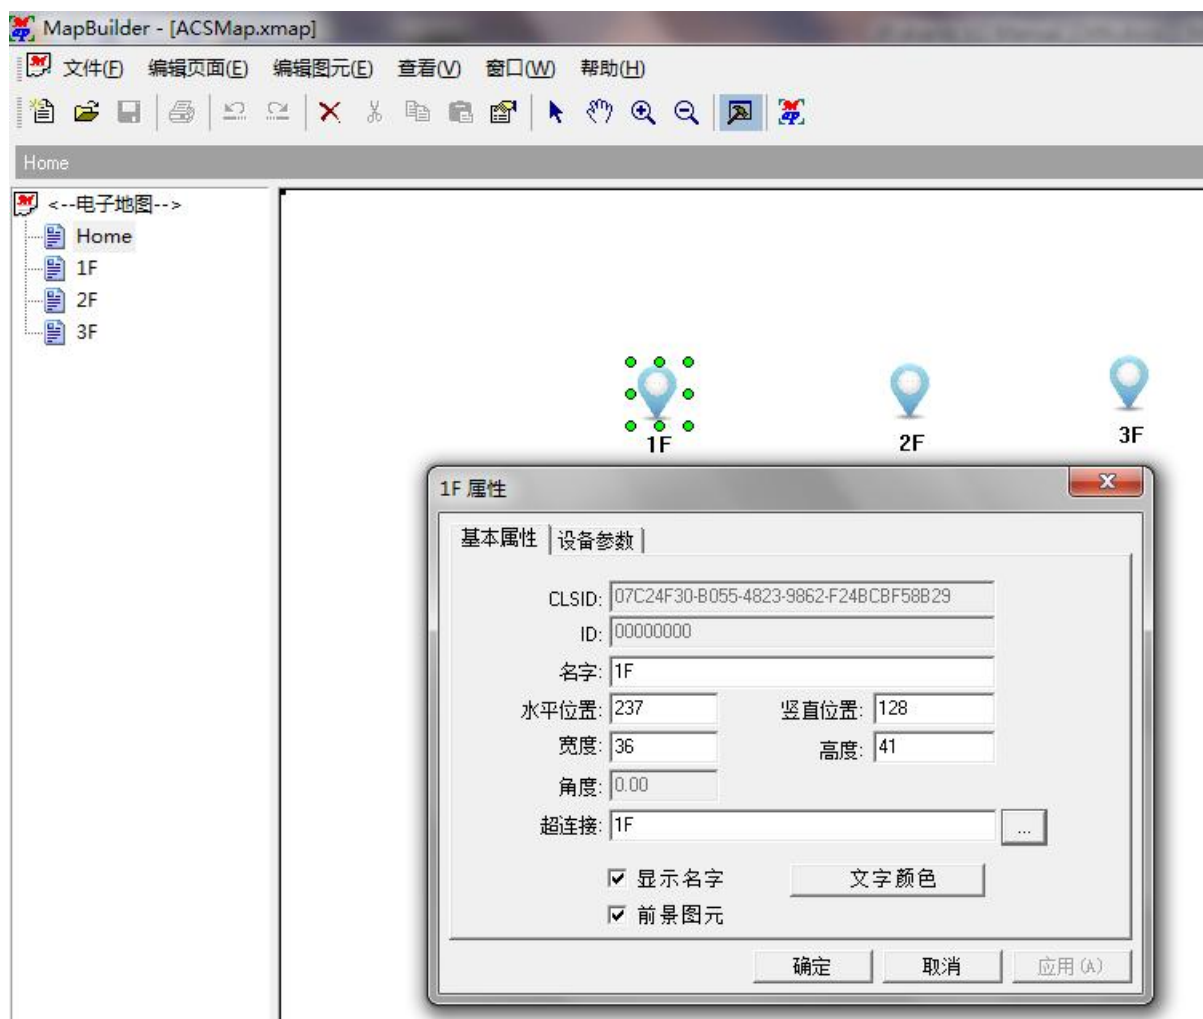 MapBuilder - [ACSMap.xmap]
文件(F) 编辑页面(E) 编辑图元(E) 查看(V) 窗口(W) 帮助(H)
Home
<--电子地图-->
Home
1F
2F
3F
1F
2F
3F
1F 属性
基本属性 设备参数
CLSID: 07C24F30-B055-4823-9862-F24BCBF58B29
ID: 00000000
名字: 1F
水平位置: 237 竖直位置: 128
宽度: 36 高度: 41
角度: 0.00
超连接: 1F ...
显示名字 文字颜色
前景图元
确定 取消 应用(A)